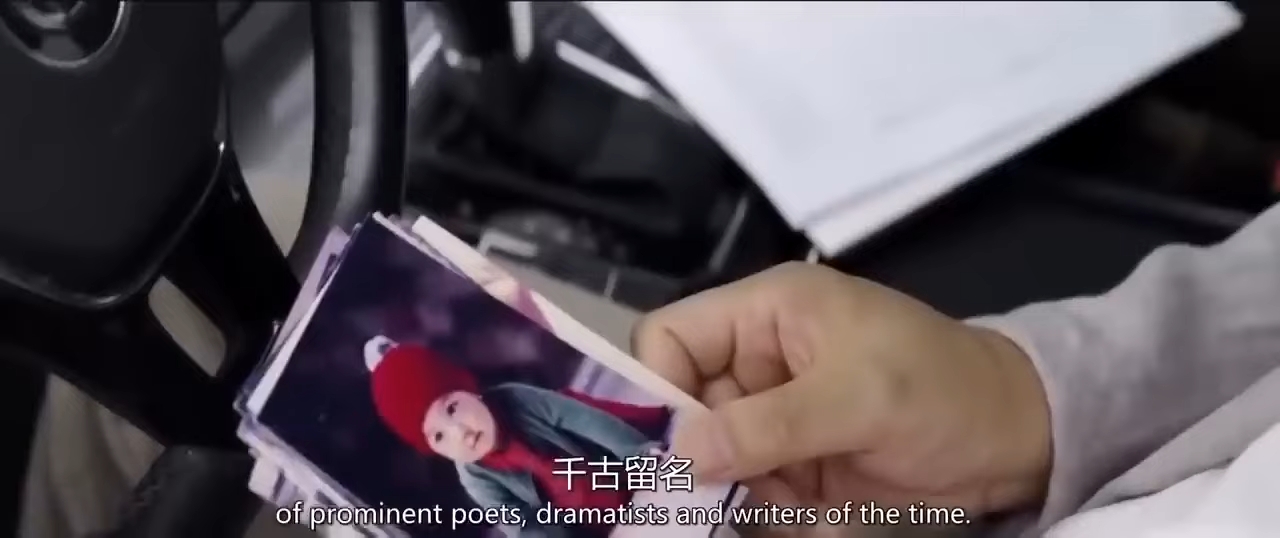 千古留名
of prominent poets, dramatists and writers of the time.